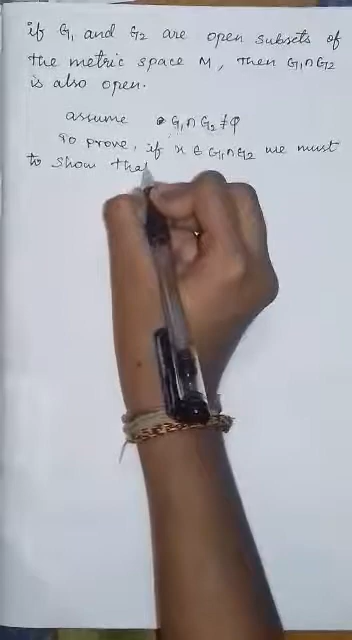 if G₁ and G₂ are open subsets of
the metric space M, then G₁∩G₂
is also open.
assume G₁∩G₂≠φ
To prove, if x ∈ G₁∩G₂ we must
to show that